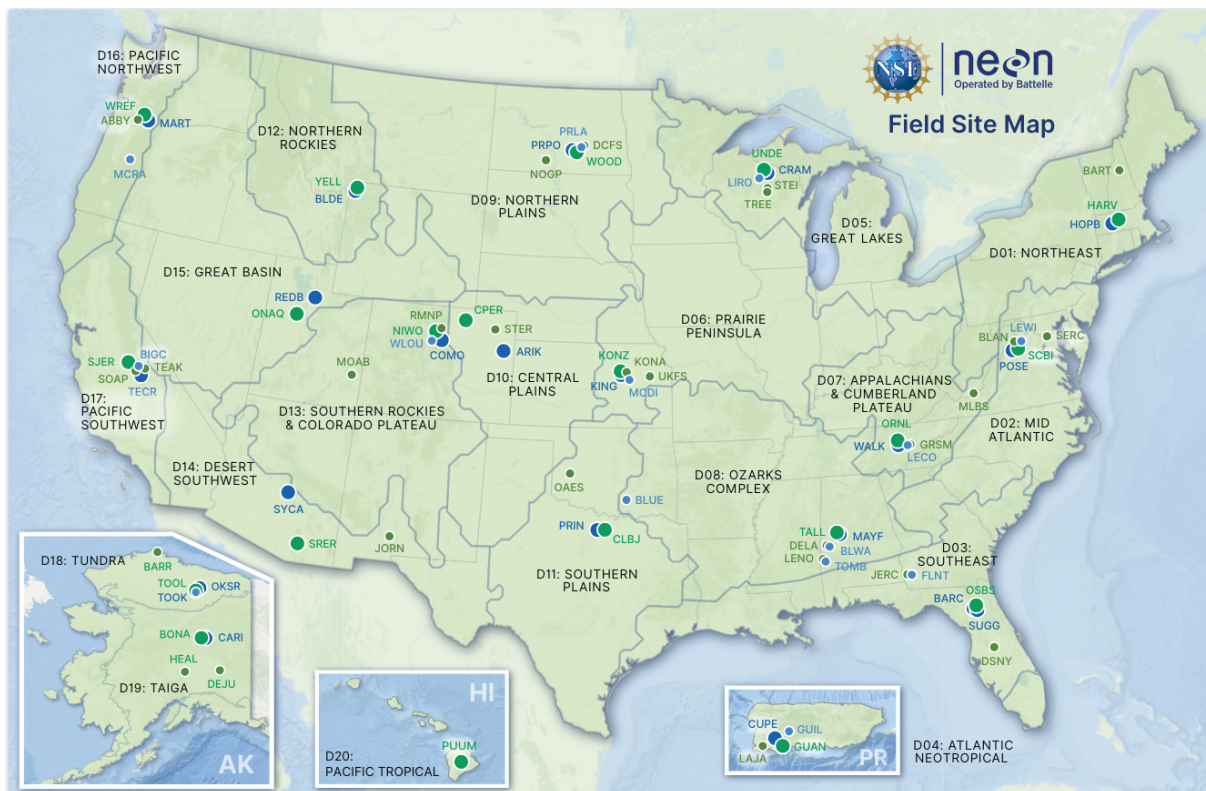 NSF
neon
Operated by Battelle
Field Site Map
D16: PACIFIC
NORTHWEST
WREF
ABBY
MART
MCRA
D12: NORTHERN
ROCKIES
YELL
BLDE
PRLA
PRPO
DCFS
WOOD
NOGP
D09: NORTHERN
PLAINS
UNDE
CRAM
LIRO
STEI
TREE
D05:
GREAT LAKES
BART
HARV
HOPB
D01: NORTHEAST
D15: GREAT BASIN
REDB
ONAQ
RMNP
CPER
NIWO
STER
WLOU
COMO
ARIK
D06: PRAIRIE
PENINSULA
LEWI
BLAN
SERC
SCBI
POSE
BIGC
SJER
TEAK
SOAP
TECR
D17:
PACIFIC
SOUTHWEST
MOAB
D10: CENTRAL
PLAINS
KONZ
KONA
UKFS
KING
MCDI
D07: APPALACHIANS
& CUMBERLAND
PLATEAU
MLBS
D13: SOUTHERN ROCKIES
& COLORADO PLATEAU
ORNL
GRSM
WALK
LECO
D02: MID
ATLANTIC
D14: DESERT
SOUTHWEST
SYCA
OAES
BLUE
D08: OZARKS
COMPLEX
SRER
JORN
PRIN
CLBJ
TALL
MAYF
DELA
BLWA
LENO
TOMB
D03:
SOUTHEAST
JERC
FLNT
OSBS
BARC
SUGG
DSNY
D11: SOUTHERN
PLAINS
D18: TUNDRA
BARR
TOOL
OKSR
TOOK
BONA
CARI
HEAL
DEJU
D19: TAIGA
AK
HI
PUUM
D20:
PACIFIC TROPICAL
CUPE
GUIL
GUAN
LAJA
PR
D04: ATLANTIC
NEOTROPICAL